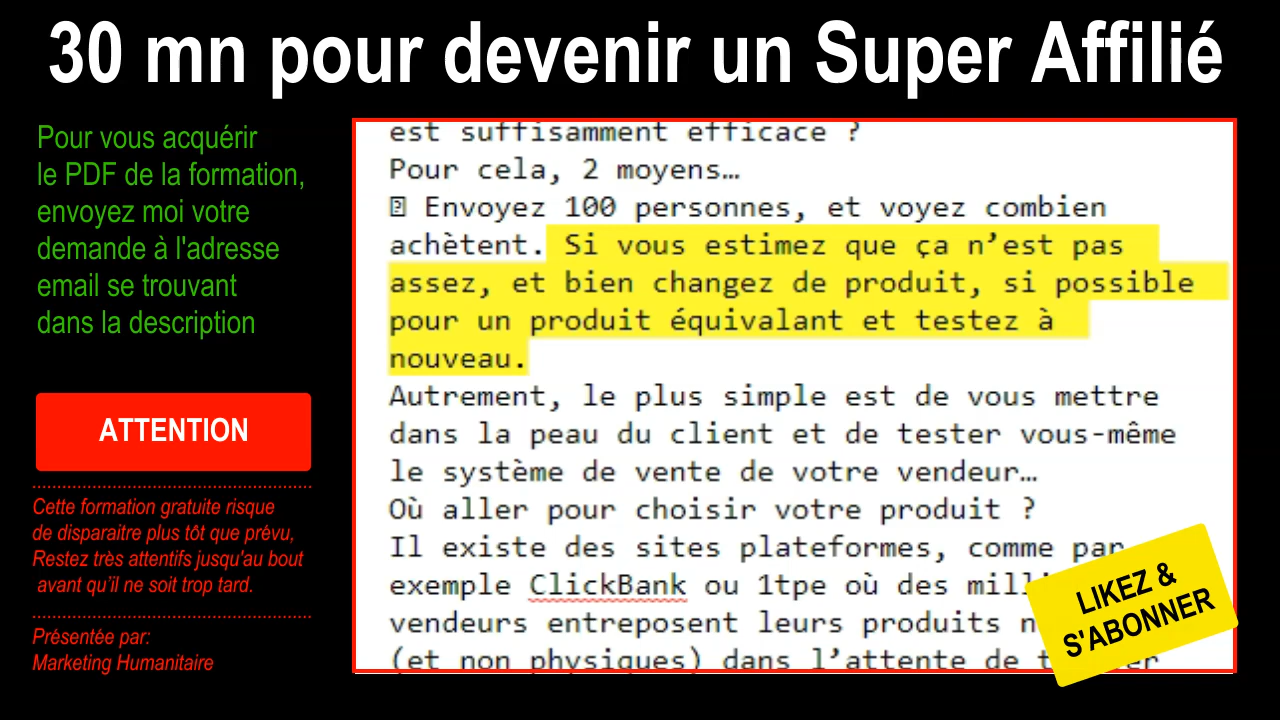 30 mn pour devenir un Super Affilié
Pour vous acquérir
le PDF de la formation,
envoyez moi votre
demande à l'adresse
email se trouvant
dans la description
ATTENTION
Cette formation gratuite risque
de disparaitre plus tôt que prévu,
Restez très attentifs jusqu'au bout
avant qu'il ne soit trop tard.
Présentée par:
Marketing Humanitaire
est suffisamment efficace ?
Pour cela, 2 moyens…
Envoyez 100 personnes, et voyez combien
achètent. Si vous estimez que ça n’est pas
assez, et bien changez de produit, si possible
pour un produit équivalant et testez à
nouveau.
Autrement, le plus simple est de vous mettre
dans la peau du client et de tester vous-même
le système de vente de votre vendeur…
Où aller pour choisir votre produit ?
Il existe des sites plateformes, comme par
exemple ClickBank ou 1tpe où des
vendeurs entreposent leurs produits
(et non physiques) dans l’attente de
LIKEZ &
S'ABONNER